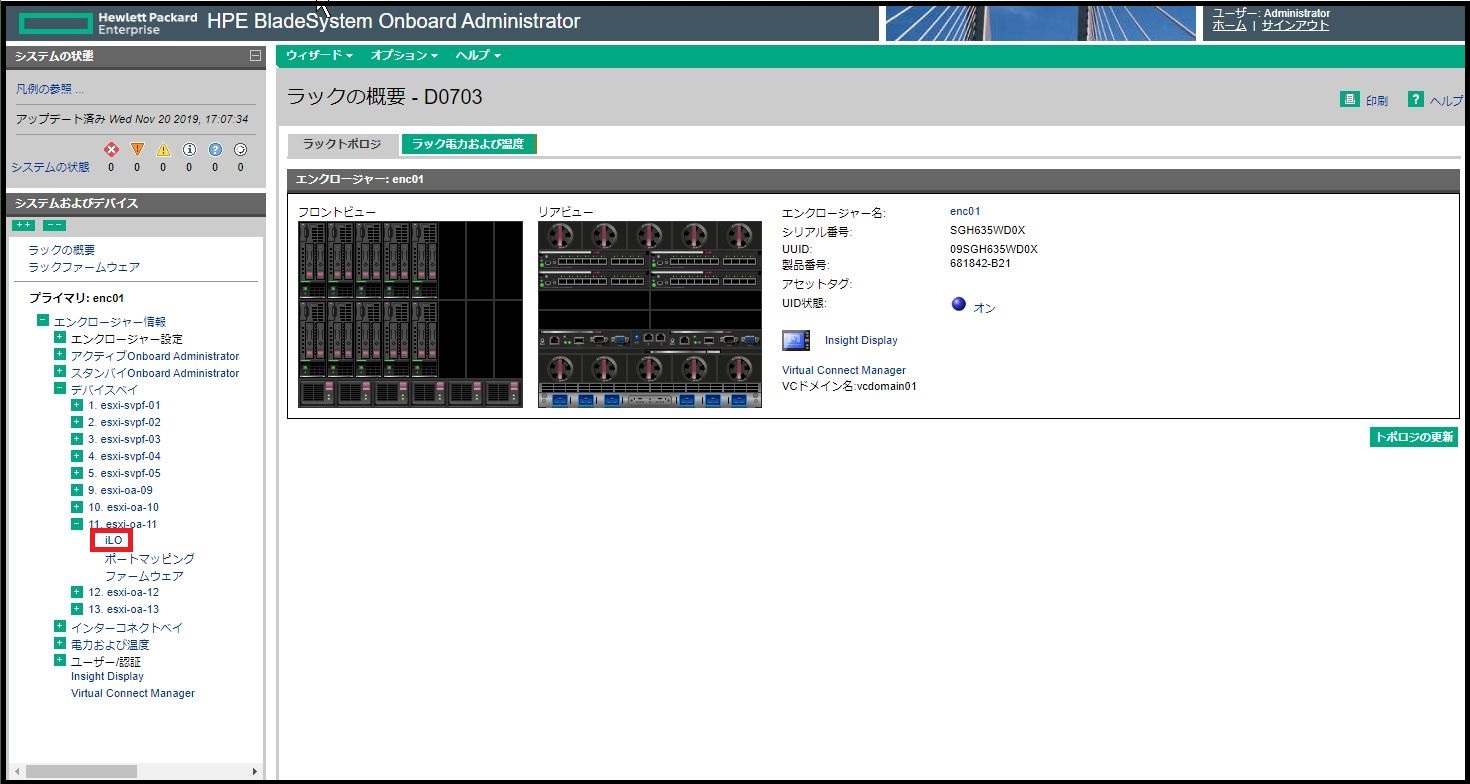 Hewlett Packard
Enterprise
HPE BladeSystem Onboard Administrator
ユーザー: Administrator
ホーム | サインアウト
システムの状態
凡例の参照 ...
アップデート済み Wed Nov 20 2019, 17:07:34
システムの状態 0 0 0 0 0 0
システムおよびデバイス
ラックの概要
ラックファームウェア
プライマリ: enc01
エンクロージャー情報
エンクロージャー設定
アクティブOnboard Administrator
スタンバイOnboard Administrator
デバイスベイ
1. esxi-svpf-01
2. esxi-svpf-02
3. esxi-svpf-03
4. esxi-svpf-04
5. esxi-svpf-05
9. esxi-oa-09
10. esxi-oa-10
11. esxi-oa-11
iLO
ポートマッピング
ファームウェア
12. esxi-oa-12
13. esxi-oa-13
インターコネクトベイ
電力および温度
ユーザー/認証
Insight Display
Virtual Connect Manager
ウィザード オプション ヘルプ
ラックの概要 - D0703
印刷 ? ヘルプ
ラックトポロジ ラック電力および温度
エンクロージャー: enc01
フロントビュー リアビュー
エンクロージャー名: enc01
シリアル番号: SGH635WD0X
UUID: 09SGH635WD0X
製品番号: 681842-B21
アセットタグ:
UID状態: オン
Insight Display
Virtual Connect Manager
VCドメイン名:vcdomain01
トポロジの更新